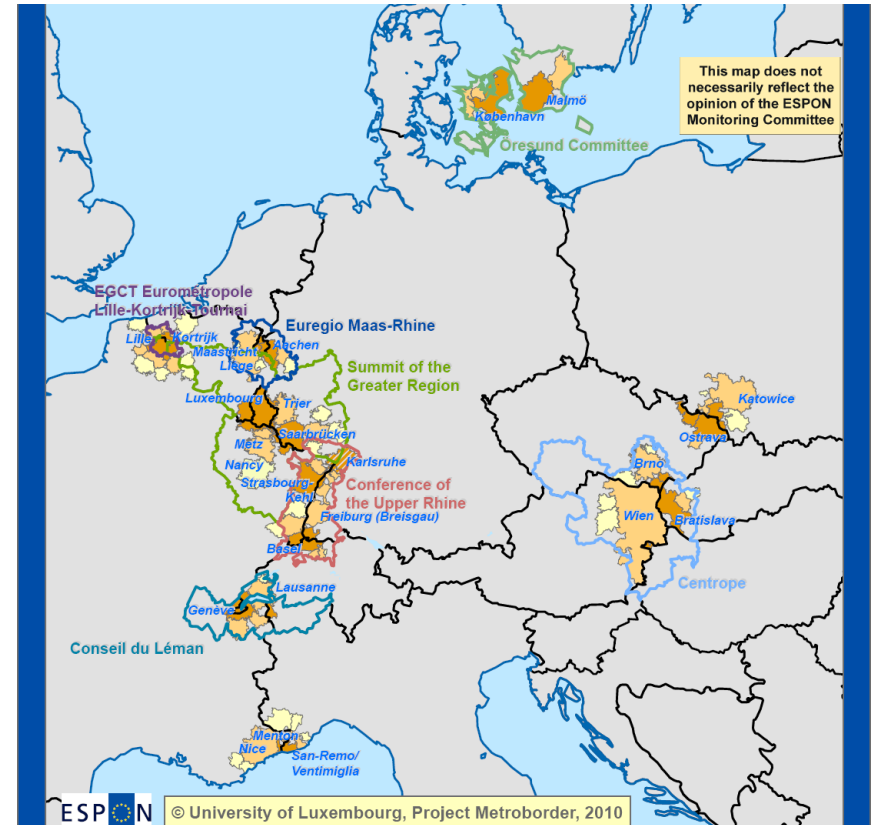 This map does not
necessarily reflect the
opinion of the ESPON
Monitoring Committee
Malmö
København
Öresund Committee
EGCT Eurometropole
Lille-Kortrijk-Tournai
Euregio Maas-Rhine
Lille
Kortrijk
Aachen
Maastricht
Liège
Summit of the
Greater Region
Luxembourg
Trier
Katowice
Saarbrücken
Ostrava
Metz
Nancy
Karlsruhe
Brno
Strasbourg-
Kehl
Conference of
the Upper Rhine
Freiburg (Breisgau)
Wien
Bratislava
Basel
Lausanne
Centrope
Genève
Conseil du Léman
Menton
Nice
San-Remo/
Ventimiglia
ESPON
© University of Luxembourg, Project Metroborder, 2010